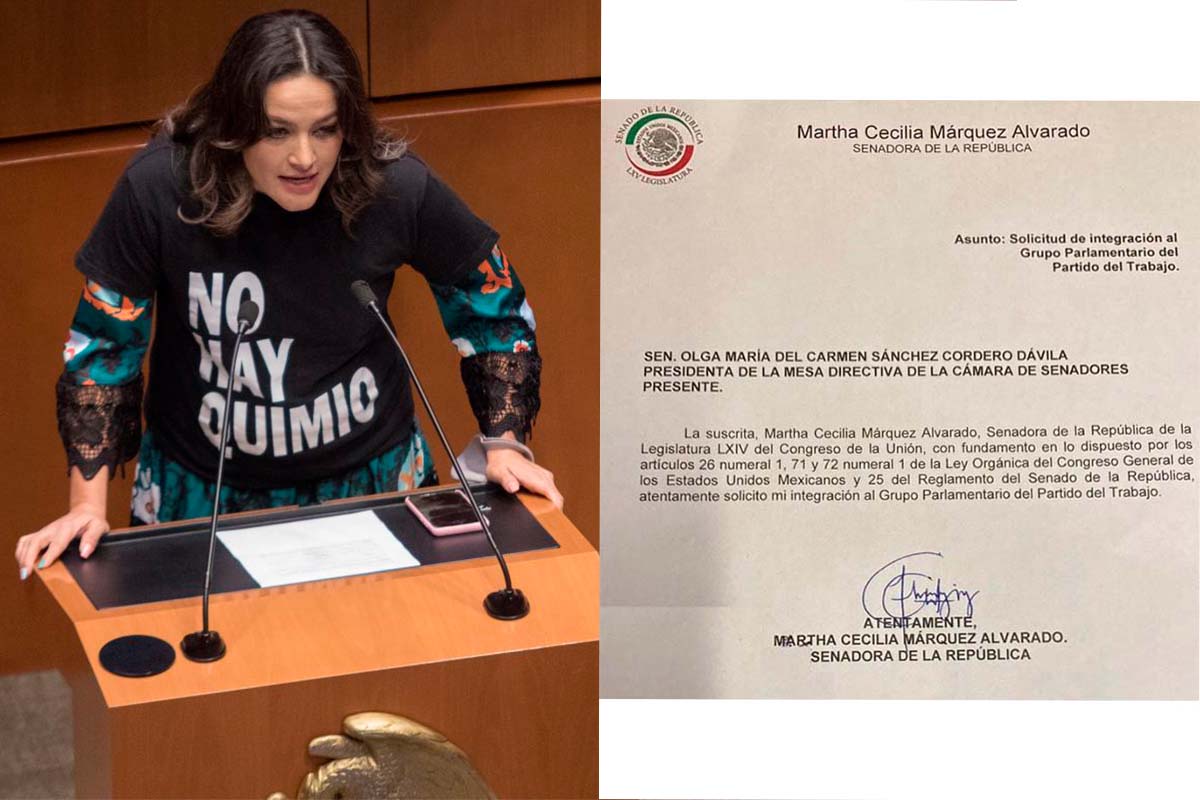 NO
HAY
QUIMIO
SENADO DE LA REPÚBLICA
ESTADOS UNIDOS MEXICANOS
LXV LEGISLATURA
Martha Cecilia Márquez Alvarado
SENADORA DE LA REPÚBLICA
Asunto: Solicitud de integración al
Grupo Parlamentario del
Partido del Trabajo.
SEN. OLGA MARÍA DEL CARMEN SÁNCHEZ CORDERO DÁVILA
PRESIDENTA DE LA MESA DIRECTIVA DE LA CÁMARA DE SENADORES
PRESENTE.
La suscrita, Martha Cecilia Márquez Alvarado, Senadora de la República de la
Legislatura LXIV del Congreso de la Unión, con fundamento en lo dispuesto por los
artículos 26 numeral 1, 71 y 72 numeral 1 de la Ley Orgánica del Congreso General de
los Estados Unidos Mexicanos y 25 del Reglamento del Senado de la República,
atentamente solicito mi integración al Grupo Parlamentario del Partido del Trabajo.
ATENTAMENTE,
MARTHA CECILIA MÁRQUEZ ALVARADO.
SENADORA DE LA REPÚBLICA